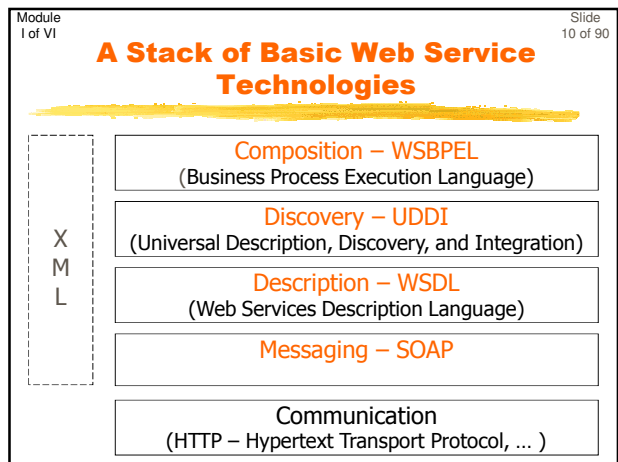 Module
I of VI
Slide
10 of 90
A Stack of Basic Web Service
Technologies
X
M
L
Composition – WSBPEL
(Business Process Execution Language)
Discovery – UDDI
(Universal Description, Discovery, and Integration)
Description – WSDL
(Web Services Description Language)
Messaging – SOAP
Communication
(HTTP – Hypertext Transport Protocol, … )